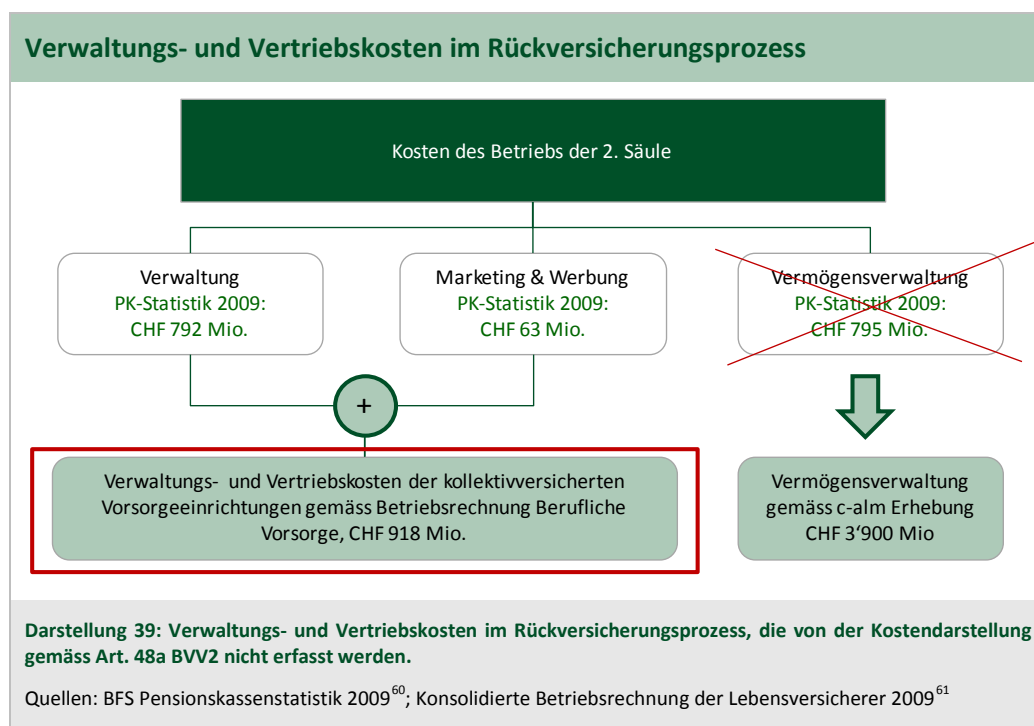 Verwaltungs- und Vertriebskosten im Rückversicherungsprozess
Kosten des Betriebs der 2. Säule
Verwaltung
PK-Statistik 2009:
CHF 792 Mio.
Marketing & Werbung
PK-Statistik 2009:
CHF 63 Mio.
Vermögensverwaltung
PK-Statistik 2009:
CHF 795 Mio.
+
Verwaltungs- und Vertriebskosten der kollektivversicherten
Vorsorgeeinrichtungen gemäss Betriebsrechnung Berufliche
Vorsorge, CHF 918 Mio.
Vermögensverwaltung
gemäss c-alm Erhebung
CHF 3‘900 Mio
Darstellung 39: Verwaltungs- und Vertriebskosten im Rückversicherungsprozess, die von der Kostendarstellung
gemäss Art. 48a BVV2 nicht erfasst werden.
Quellen: BFS Pensionskassenstatistik 2009⁶⁰; Konsolidierte Betriebsrechnung der Lebensversicherer 2009⁶¹